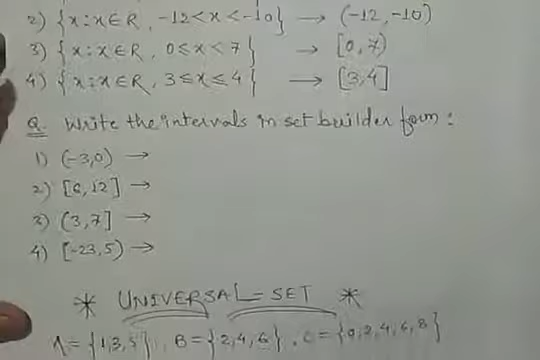 2) {x : x ∈ R, -12 < x < -10} → (-12, -10)
3) {x : x ∈ R, 0 ≤ x < 7} → [0, 7)
4) {x : x ∈ R, 3 ≤ x ≤ 4} → [3, 4]
Q. Write the intervals in set builder form :
1) (-3, 0) →
2) [6, 12] →
3) (3, 7] →
4) [-23, 5) →
* UNIVERSAL = SET *
A = {1, 3, 5}, B = {2, 4, 6}, C = {0, 2, 4, 6, 8}